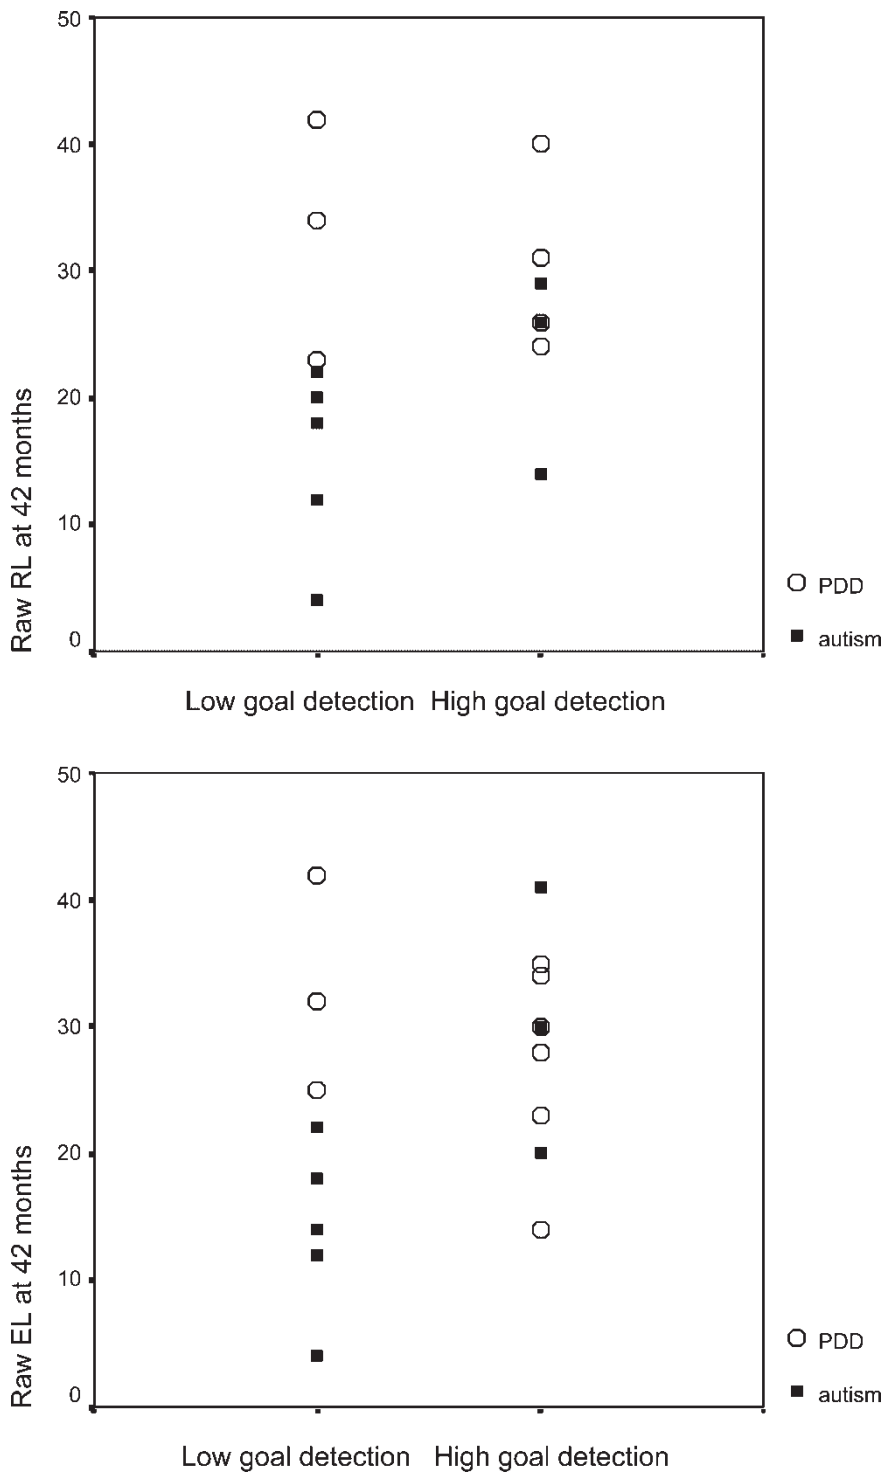 50
40
30
20
10
0
Raw RL at 42 months
PDD
autism
Low goal detection High goal detection
50
40
30
20
10
0
Raw EL at 42 months
PDD
autism
Low goal detection High goal detection